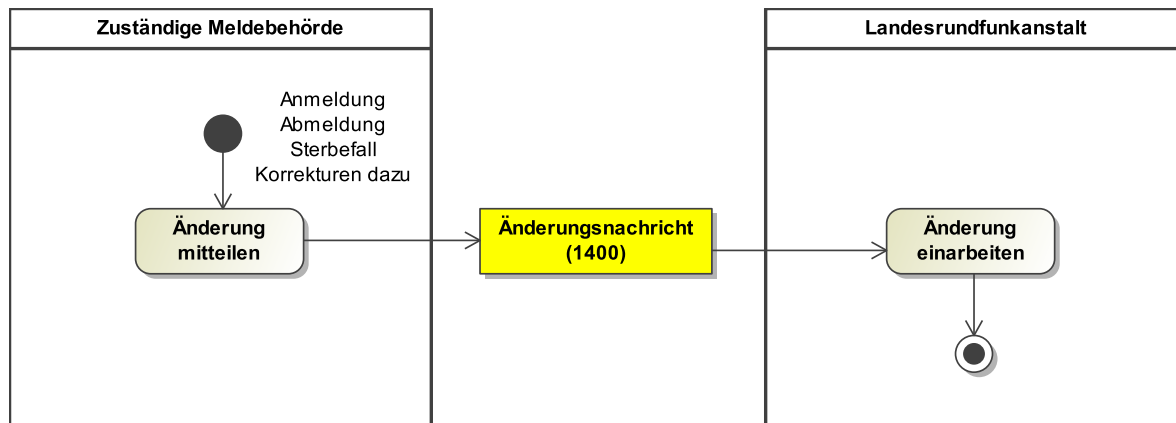 Zuständige Meldebehörde
Landesrundfunkanstalt
Anmeldung
Abmeldung
Sterbefall
Korrekturen dazu
Änderung
mitteilen
Änderungsnachricht
(1400)
Änderung
einarbeiten